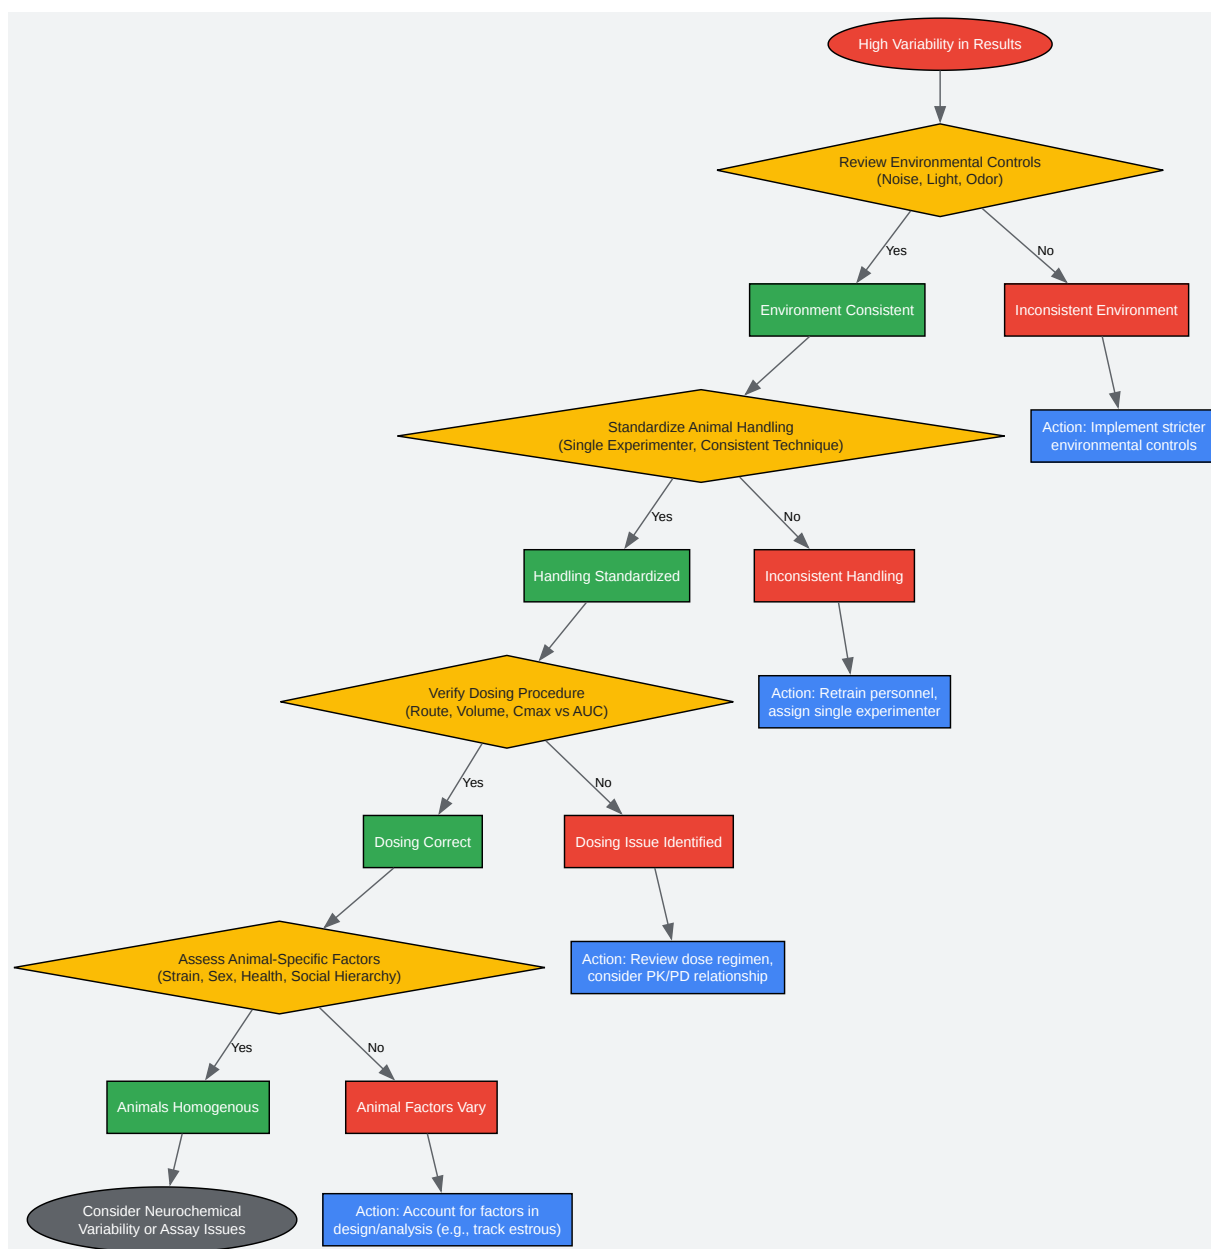 High Variability in Results
Review Environmental Controls
(Noise, Light, Odor)
Yes
No
Environment Consistent
Inconsistent Environment
Standardize Animal Handling
(Single Experimenter, Consistent Technique)
Action: Implement stricter
environmental controls
Yes
No
Handling Standardized
Inconsistent Handling
Verify Dosing Procedure
(Route, Volume, Cmax vs AUC)
Action: Retrain personnel,
assign single experimenter
Yes
No
Dosing Correct
Dosing Issue Identified
Assess Animal-Specific Factors
(Strain, Sex, Health, Social Hierarchy)
Action: Review dose regimen,
consider PK/PD relationship
Yes
No
Animals Homogenous
Animal Factors Vary
Consider Neurochemical
Variability or Assay Issues
Action: Account for factors in
design/analysis (e.g., track estrous)